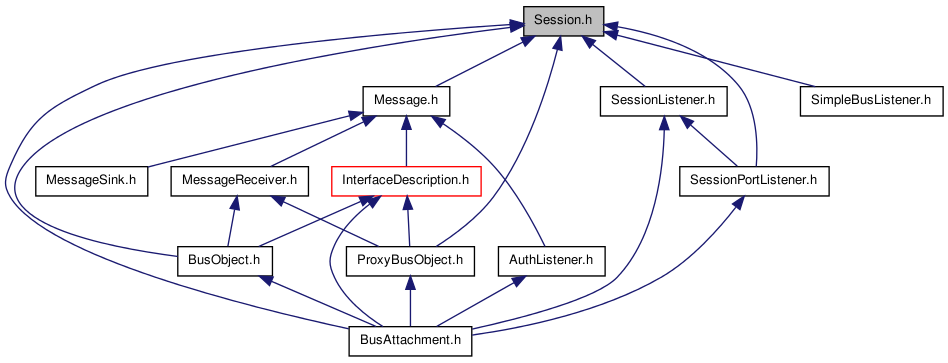 Session.h
Message.h
SessionListener.h
SimpleBusListener.h
MessageSink.h
MessageReceiver.h
InterfaceDescription.h
SessionPortListener.h
BusObject.h
ProxyBusObject.h
AuthListener.h
BusAttachment.h